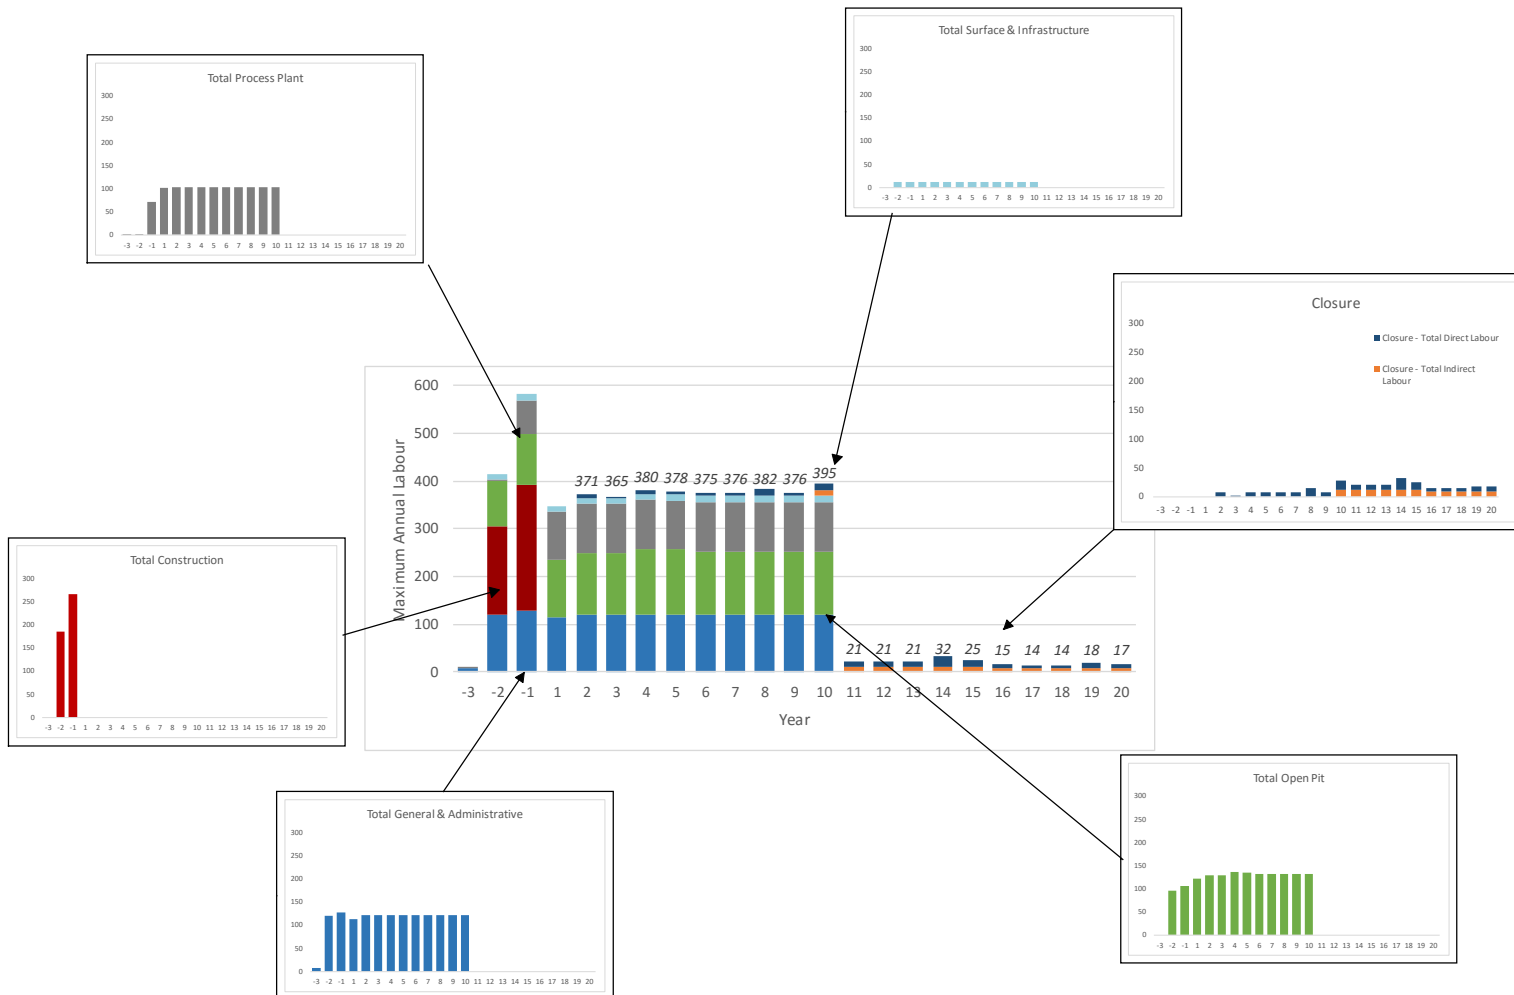 Total Surface & Infrastructure
300
250
200
150
100
50
0
-3 -2 -1 1 2 3 4 5 6 7 8 9 10 11 12 13 14 15 16 17 18 19 20
Total Process Plant
300
250
200
150
100
50
0
-3 -2 -1 1 2 3 4 5 6 7 8 9 10 11 12 13 14 15 16 17 18 19 20
Closure
300
250
200
150
100
50
0
Closure - Total Direct Labour
Closure - Total Indirect
Labour
-3 -2 -1 1 2 3 4 5 6 7 8 9 10 11 12 13 14 15 16 17 18 19 20
Maximum Annual Labour
600
500
400
300
200
100
0
371 365 380 378 375 376 382 376 395
21 21 21 32 25 15 14 14 18 17
-3 -2 -1 1 2 3 4 5 6 7 8 9 10 11 12 13 14 15 16 17 18 19 20
Year
Total Construction
300
250
200
150
100
50
0
-3 -2 -1 1 2 3 4 5 6 7 8 9 10 11 12 13 14 15 16 17 18 19 20
Total General & Administrative
300
250
200
150
100
50
0
-3 -2 -1 1 2 3 4 5 6 7 8 9 10 11 12 13 14 15 16 17 18 19 20
Total Open Pit
300
250
200
150
100
50
0
-3 -2 -1 1 2 3 4 5 6 7 8 9 10 11 12 13 14 15 16 17 18 19 20